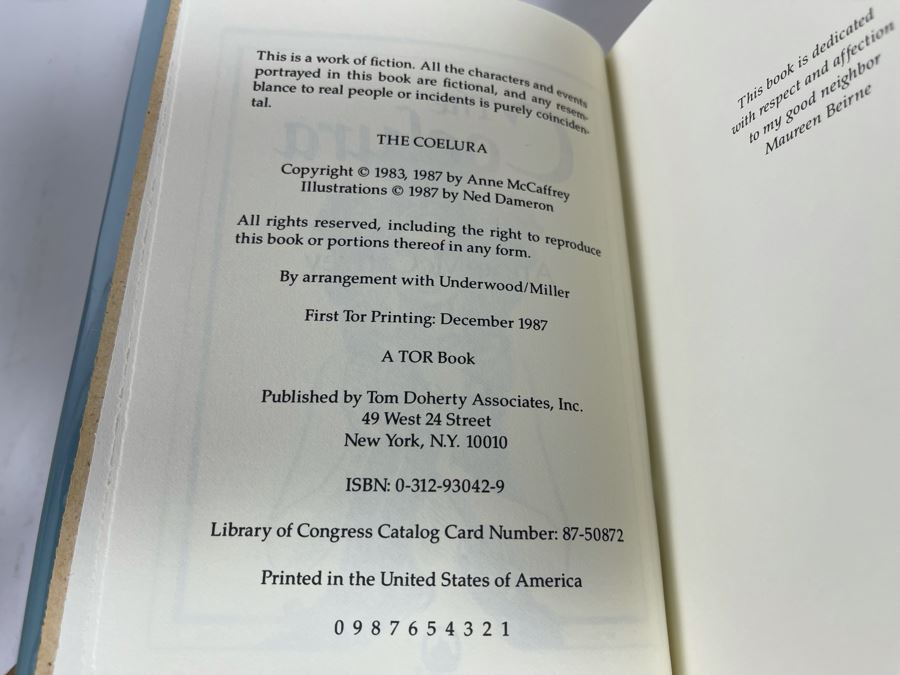 This is a work of fiction. All the characters and events
portrayed in this book are fictional, and any resem-
blance to real people or incidents is purely coinciden-
tal.
THE COELURA
Copyright © 1983, 1987 by Anne McCaffrey
Illustrations © 1987 by Ned Dameron
All rights reserved, including the right to reproduce
this book or portions thereof in any form.
By arrangement with Underwood/Miller
First Tor Printing: December 1987
A TOR Book
Published by Tom Doherty Associates, Inc.
49 West 24 Street
New York, N.Y. 10010
ISBN: 0-312-93042-9
Library of Congress Catalog Card Number: 87-50872
Printed in the United States of America
0 9 8 7 6 5 4 3 2 1
This book is dedicated
with respect and affection
to my good neighbor
Maureen Beirne